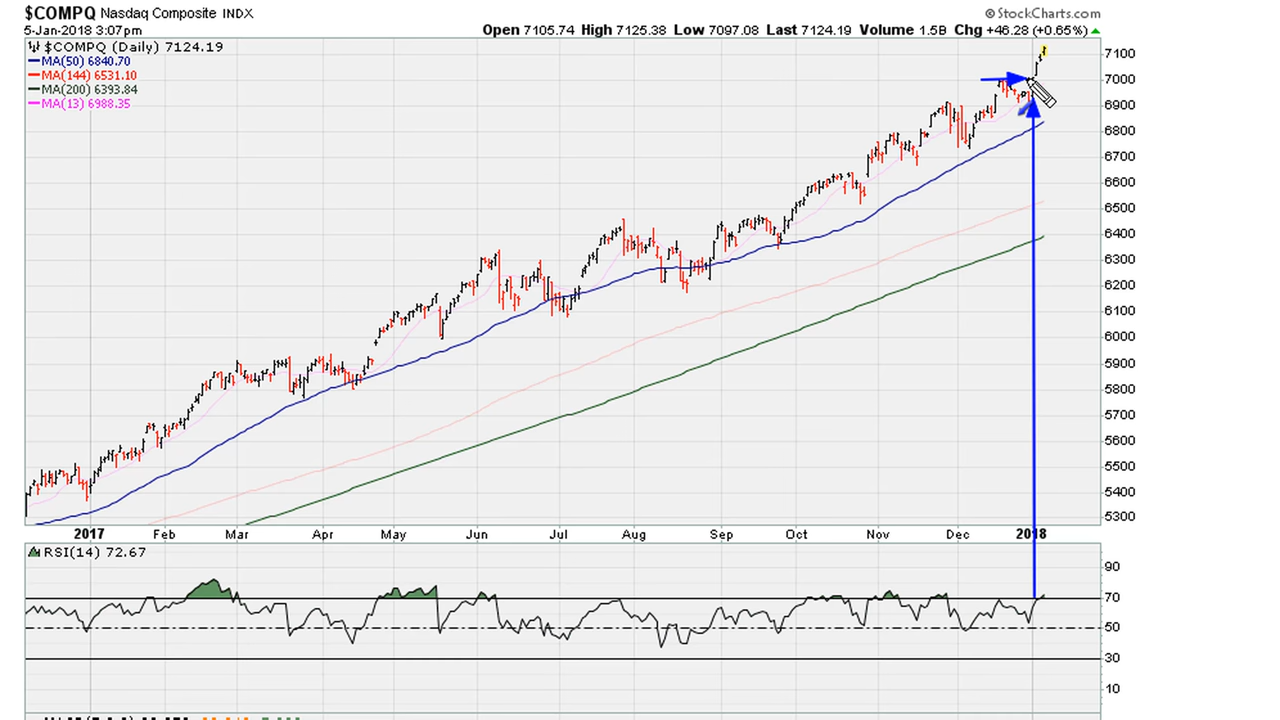 $COMPQ Nasdaq Composite INDX
© StockCharts.com
5-Jan-2018 3:07pm
Open 7105.74 High 7125.38 Low 7097.08 Last 7124.19 Volume 1.5B Chg +46.28 (+0.65%)
$COMPQ (Daily) 7124.19
MA(50) 6840.70
MA(144) 6531.10
MA(200) 6393.84
MA(13) 6988.35
7100
7000
6900
6800
6700
6600
6500
6400
6300
6200
6100
6000
5900
5800
5700
5600
5500
5400
5300
2017 Feb Mar Apr May Jun Jul Aug Sep Oct Nov Dec 2018
RSI(14) 72.67
90
70
50
30
10